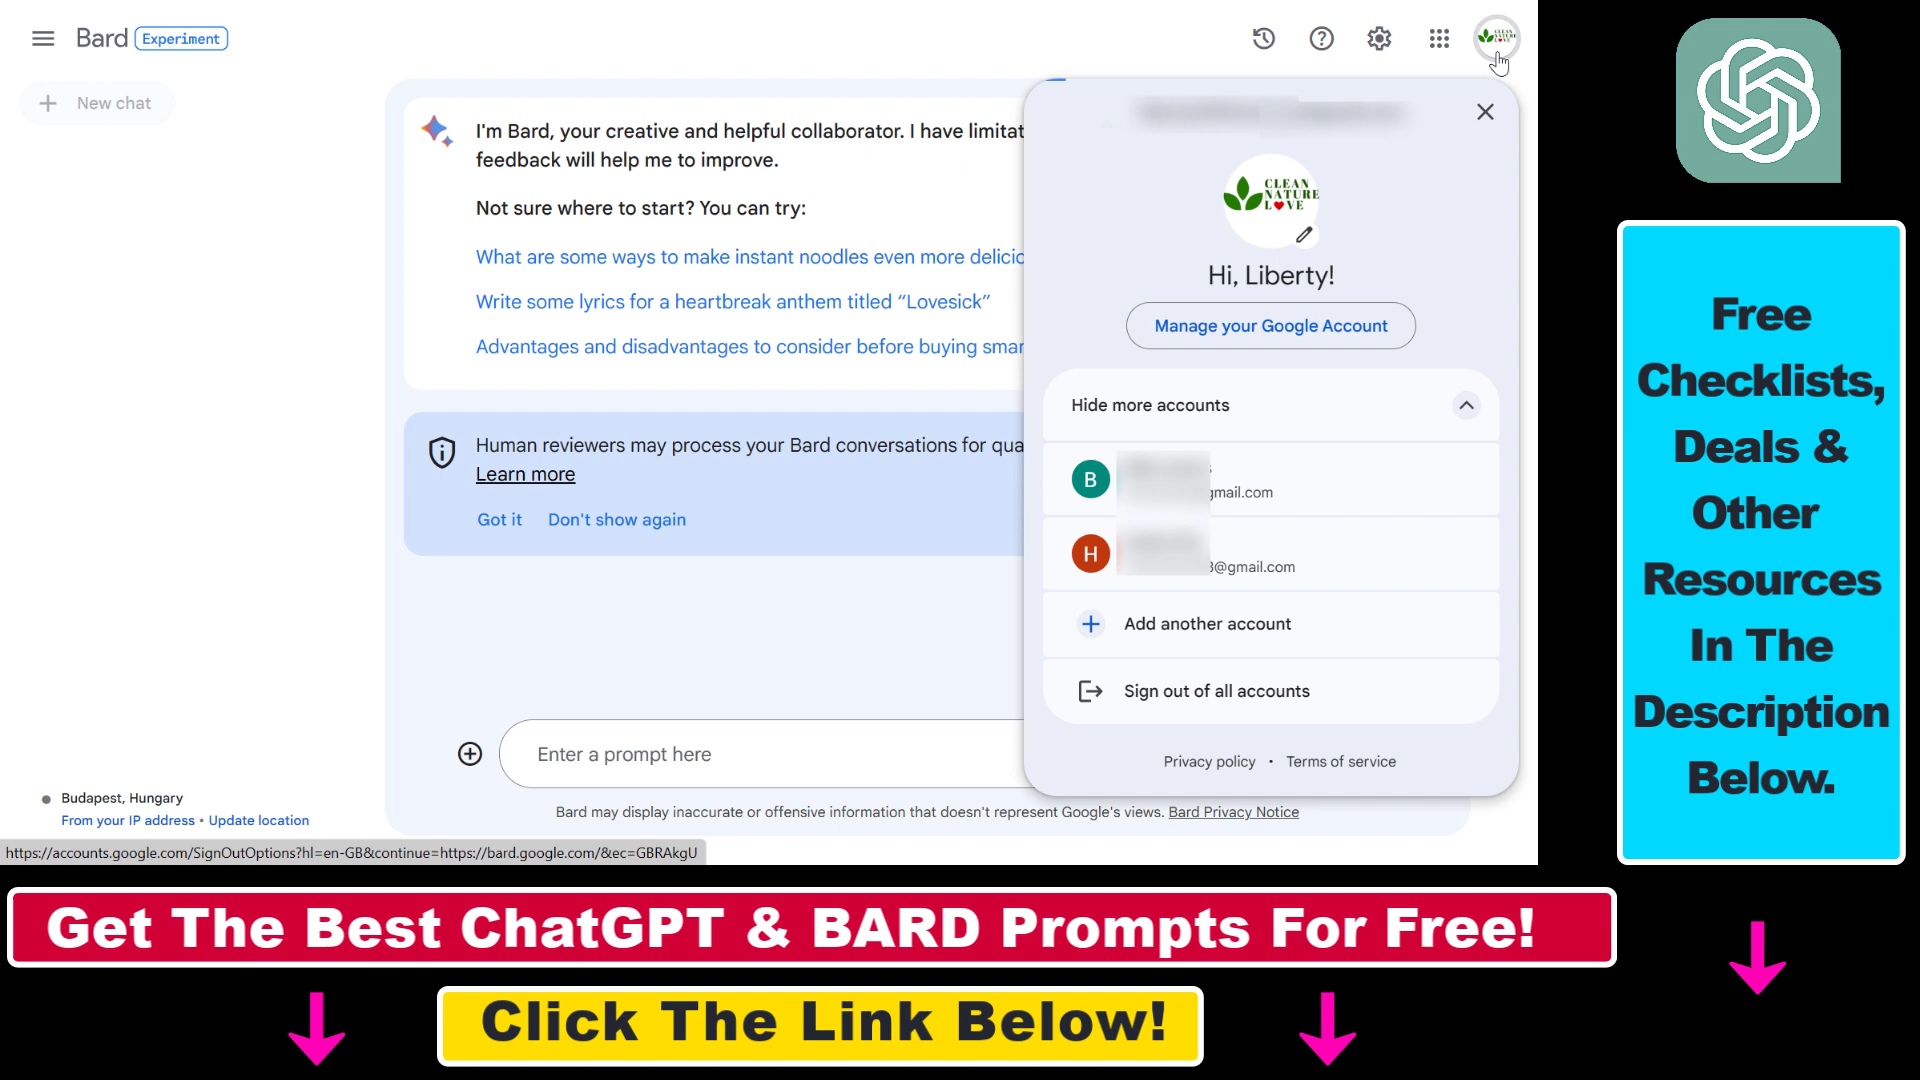 Bard Experiment
New chat
I'm Bard, your creative and helpful collaborator. I have limitat
feedback will help me to improve.
Not sure where to start? You can try:
What are some ways to make instant noodles even more delicio
Write some lyrics for a heartbreak anthem titled “Lovesick”
Advantages and disadvantages to consider before buying smar
Human reviewers may process your Bard conversations for qua
Learn more
Got it Don't show again
Enter a prompt here
Bard may display inaccurate or offensive information that doesn't represent Google's views. Bard Privacy Notice
Budapest, Hungary
From your IP address • Update location
https://accounts.google.com/SignOutOptions?hl=en-GB&continue=https://bard.google.com/&ec=GBRAkgU
CLEAN
NATURE
LOVE
CLEAN
NATURE
L♥VE
Hi, Liberty!
Manage your Google Account
Hide more accounts
B
gmail.com
H
@gmail.com
Add another account
Sign out of all accounts
Privacy policy • Terms of service
Free
Checklists,
Deals &
Other
Resources
In The
Description
Below.
Get The Best ChatGPT & BARD Prompts For Free!
Click The Link Below!